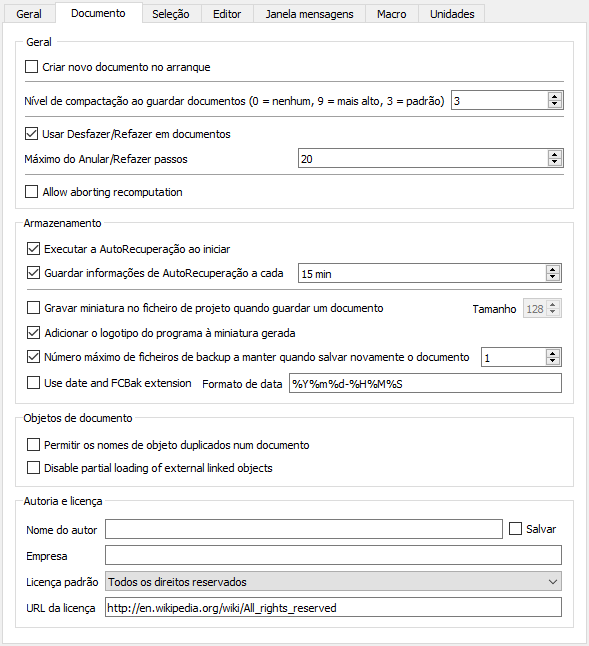 Geral Documento Seleção Editor Janela mensagens Macro Unidades
Geral
Criar novo documento no arranque
Nível de compactação ao guardar documentos (0 = nenhum, 9 = mais alto, 3 = padrão) 3
Usar Desfazer/Refazer em documentos
Máximo do Anular/Refazer passos 20
Allow aborting recomputation
Armazenamento
Executar a AutoRecuperação ao iniciar
Guardar informações de AutoRecuperação a cada 15 min
Gravar miniatura no ficheiro de projeto quando guardar um documento Tamanho 128
Adicionar o logotipo do programa à miniatura gerada
Número máximo de ficheiros de backup a manter quando salvar novamente o documento 1
Use date and FCBak extension Formato de data %Y%m%d-%H%M%S
Objetos de documento
Permitir os nomes de objeto duplicados num documento
Disable partial loading of external linked objects
Autoria e licença
Nome do autor Salvar
Empresa
Licença padrão Todos os direitos reservados
URL da licença http://en.wikipedia.org/wiki/All_rights_reserved